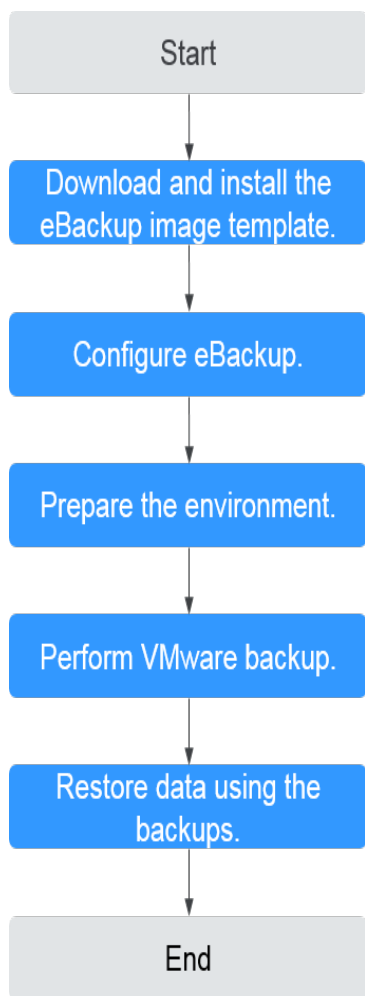 Start
Download and install the
eBackup image template.
Configure eBackup.
Prepare the environment.
Perform VMware backup.
Restore data using the
backups.
End